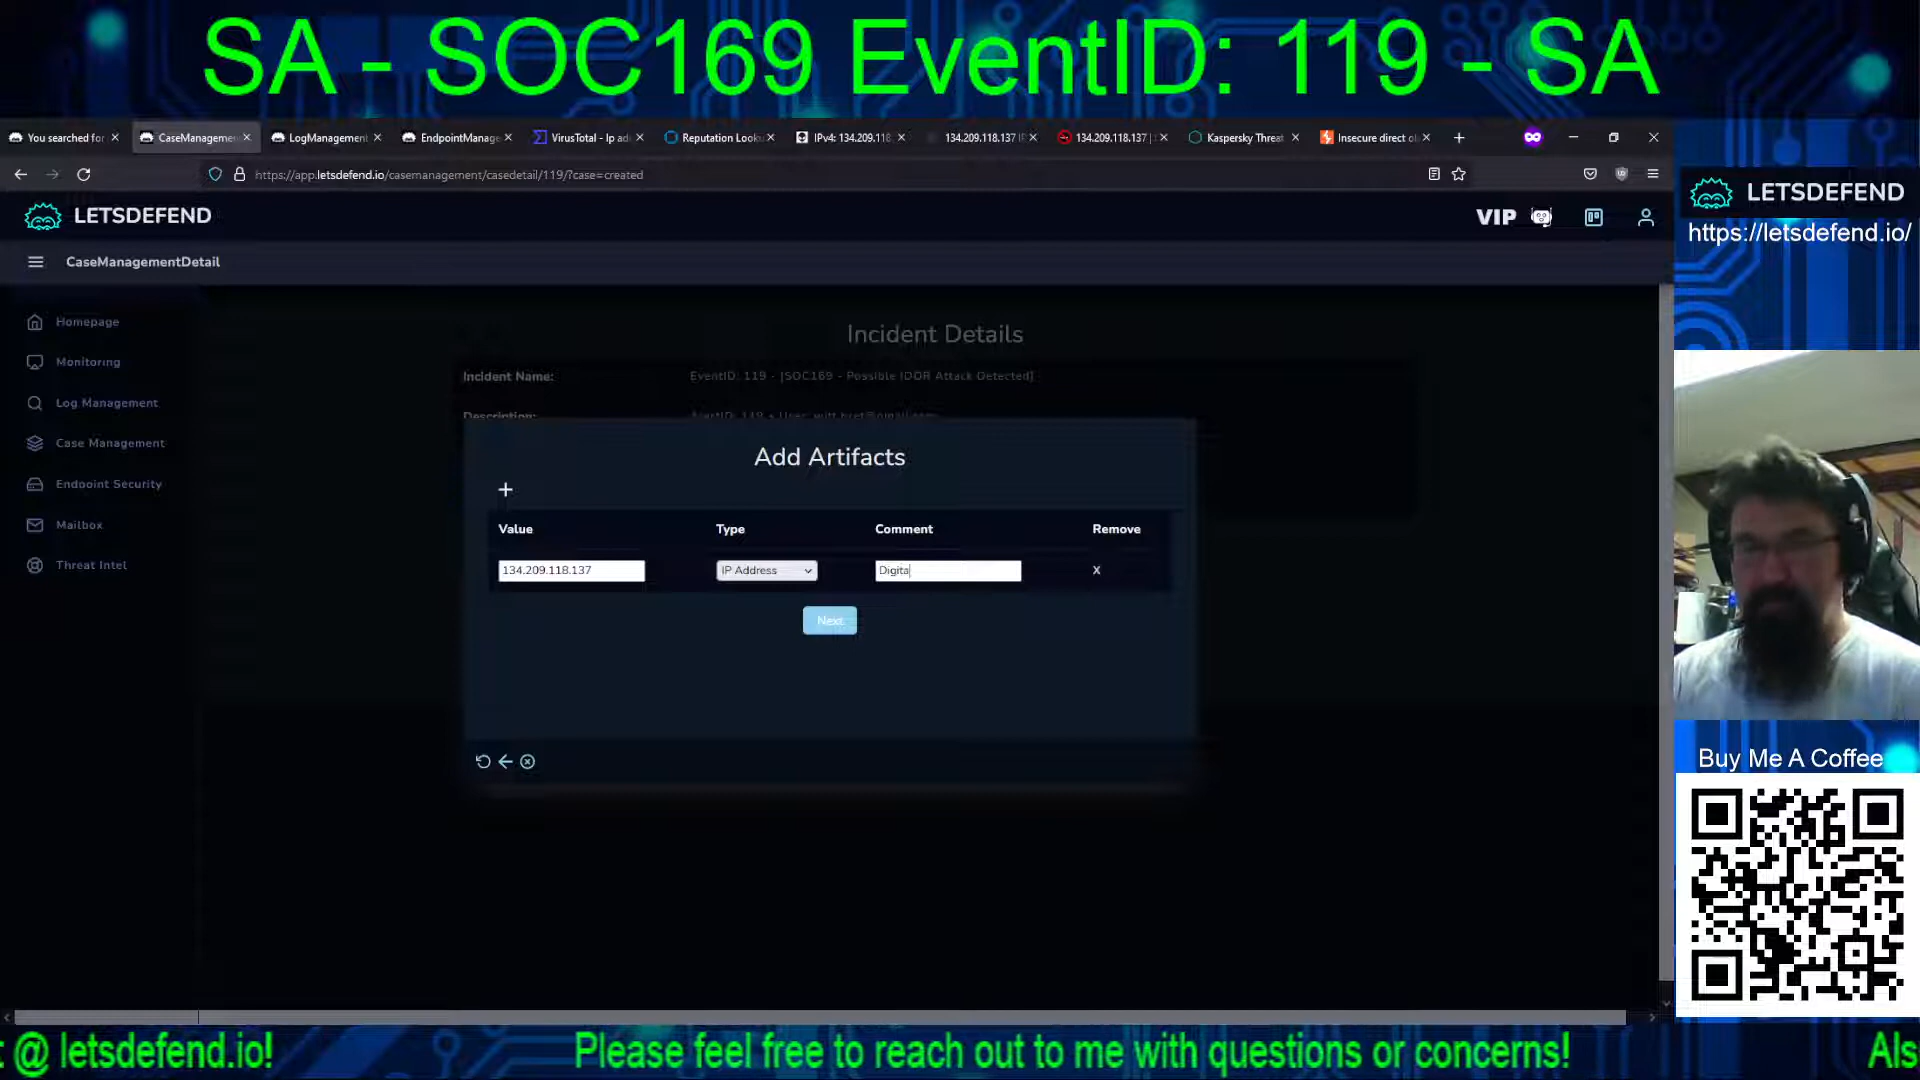 SA - SOC169 EventID: 119 - SA
You searched for
CaseManageme
LogManagement
EndpointManage
VirusTotal - Ip ad
Reputation Looku
IPv4: 134.209.118.
134.209.118.137 I
134.209.118.137 |
Kaspersky Threat
Insecure direct o
https://app.letsdefend.io/casemanagement/casedetail/119/?case=created
LETSDEFEND
VIP
LETSDEFEND
https://letsdefend.io/
CaseManagementDetail
Homepage
Monitoring
Log Management
Case Management
Endpoint Security
Mailbox
Threat Intel
Incident Details
Incident Name:
EventID: 119 - [SOC169 - Possible IDOR Attack Detected]
Description:
Add Artifacts
Value Type Comment Remove
134.209.118.137 IP Address Digita X
Next
Buy Me A Coffee
@ letsdefend.io!
Please feel free to reach out to me with questions or concerns!
Als